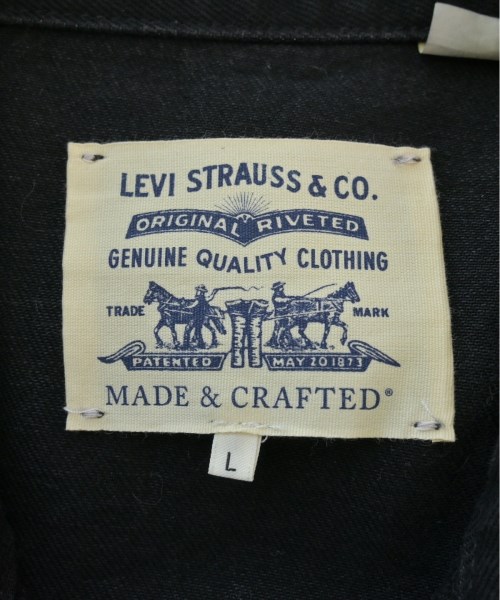 LEVI STRAUSS & CO.
ORIGINAL RIVETED
GENUINE QUALITY CLOTHING
TRADE MARK
PATENTED MAY 20 1873
MADE & CRAFTED®
L